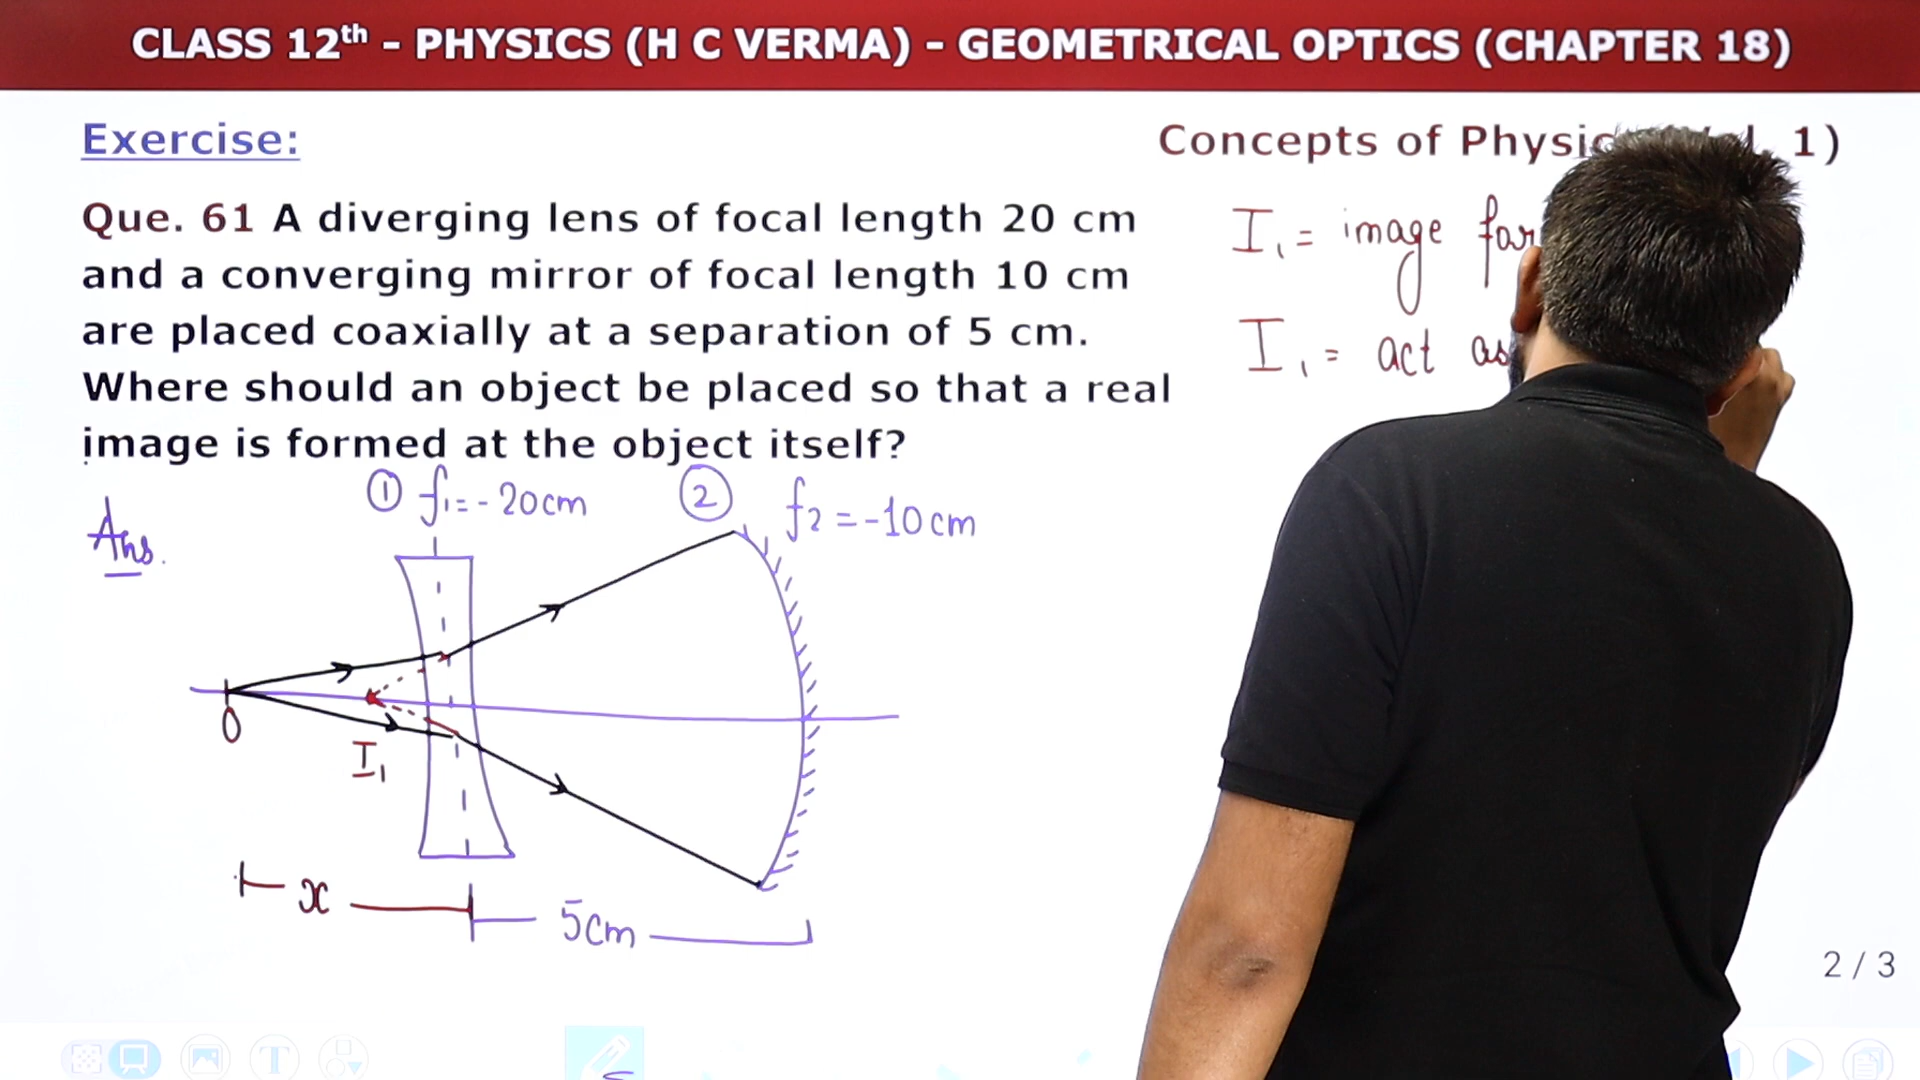 CLASS 12th - PHYSICS (H C VERMA) - GEOMETRICAL OPTICS (CHAPTER 18)
Exercise:
Concepts of 1)
Que. 61 A diverging lens of focal length 20 cm
and a converging mirror of focal length 10 cm
are placed coaxially at a separation of 5 cm.
Where should an object be placed so that a real
image is formed at the object itself?
I₁ = image
I₁ = act as
Ans.
① f₁ = - 20cm
② f₂ = -10cm
O
I₁
x
5cm
2 / 3
T